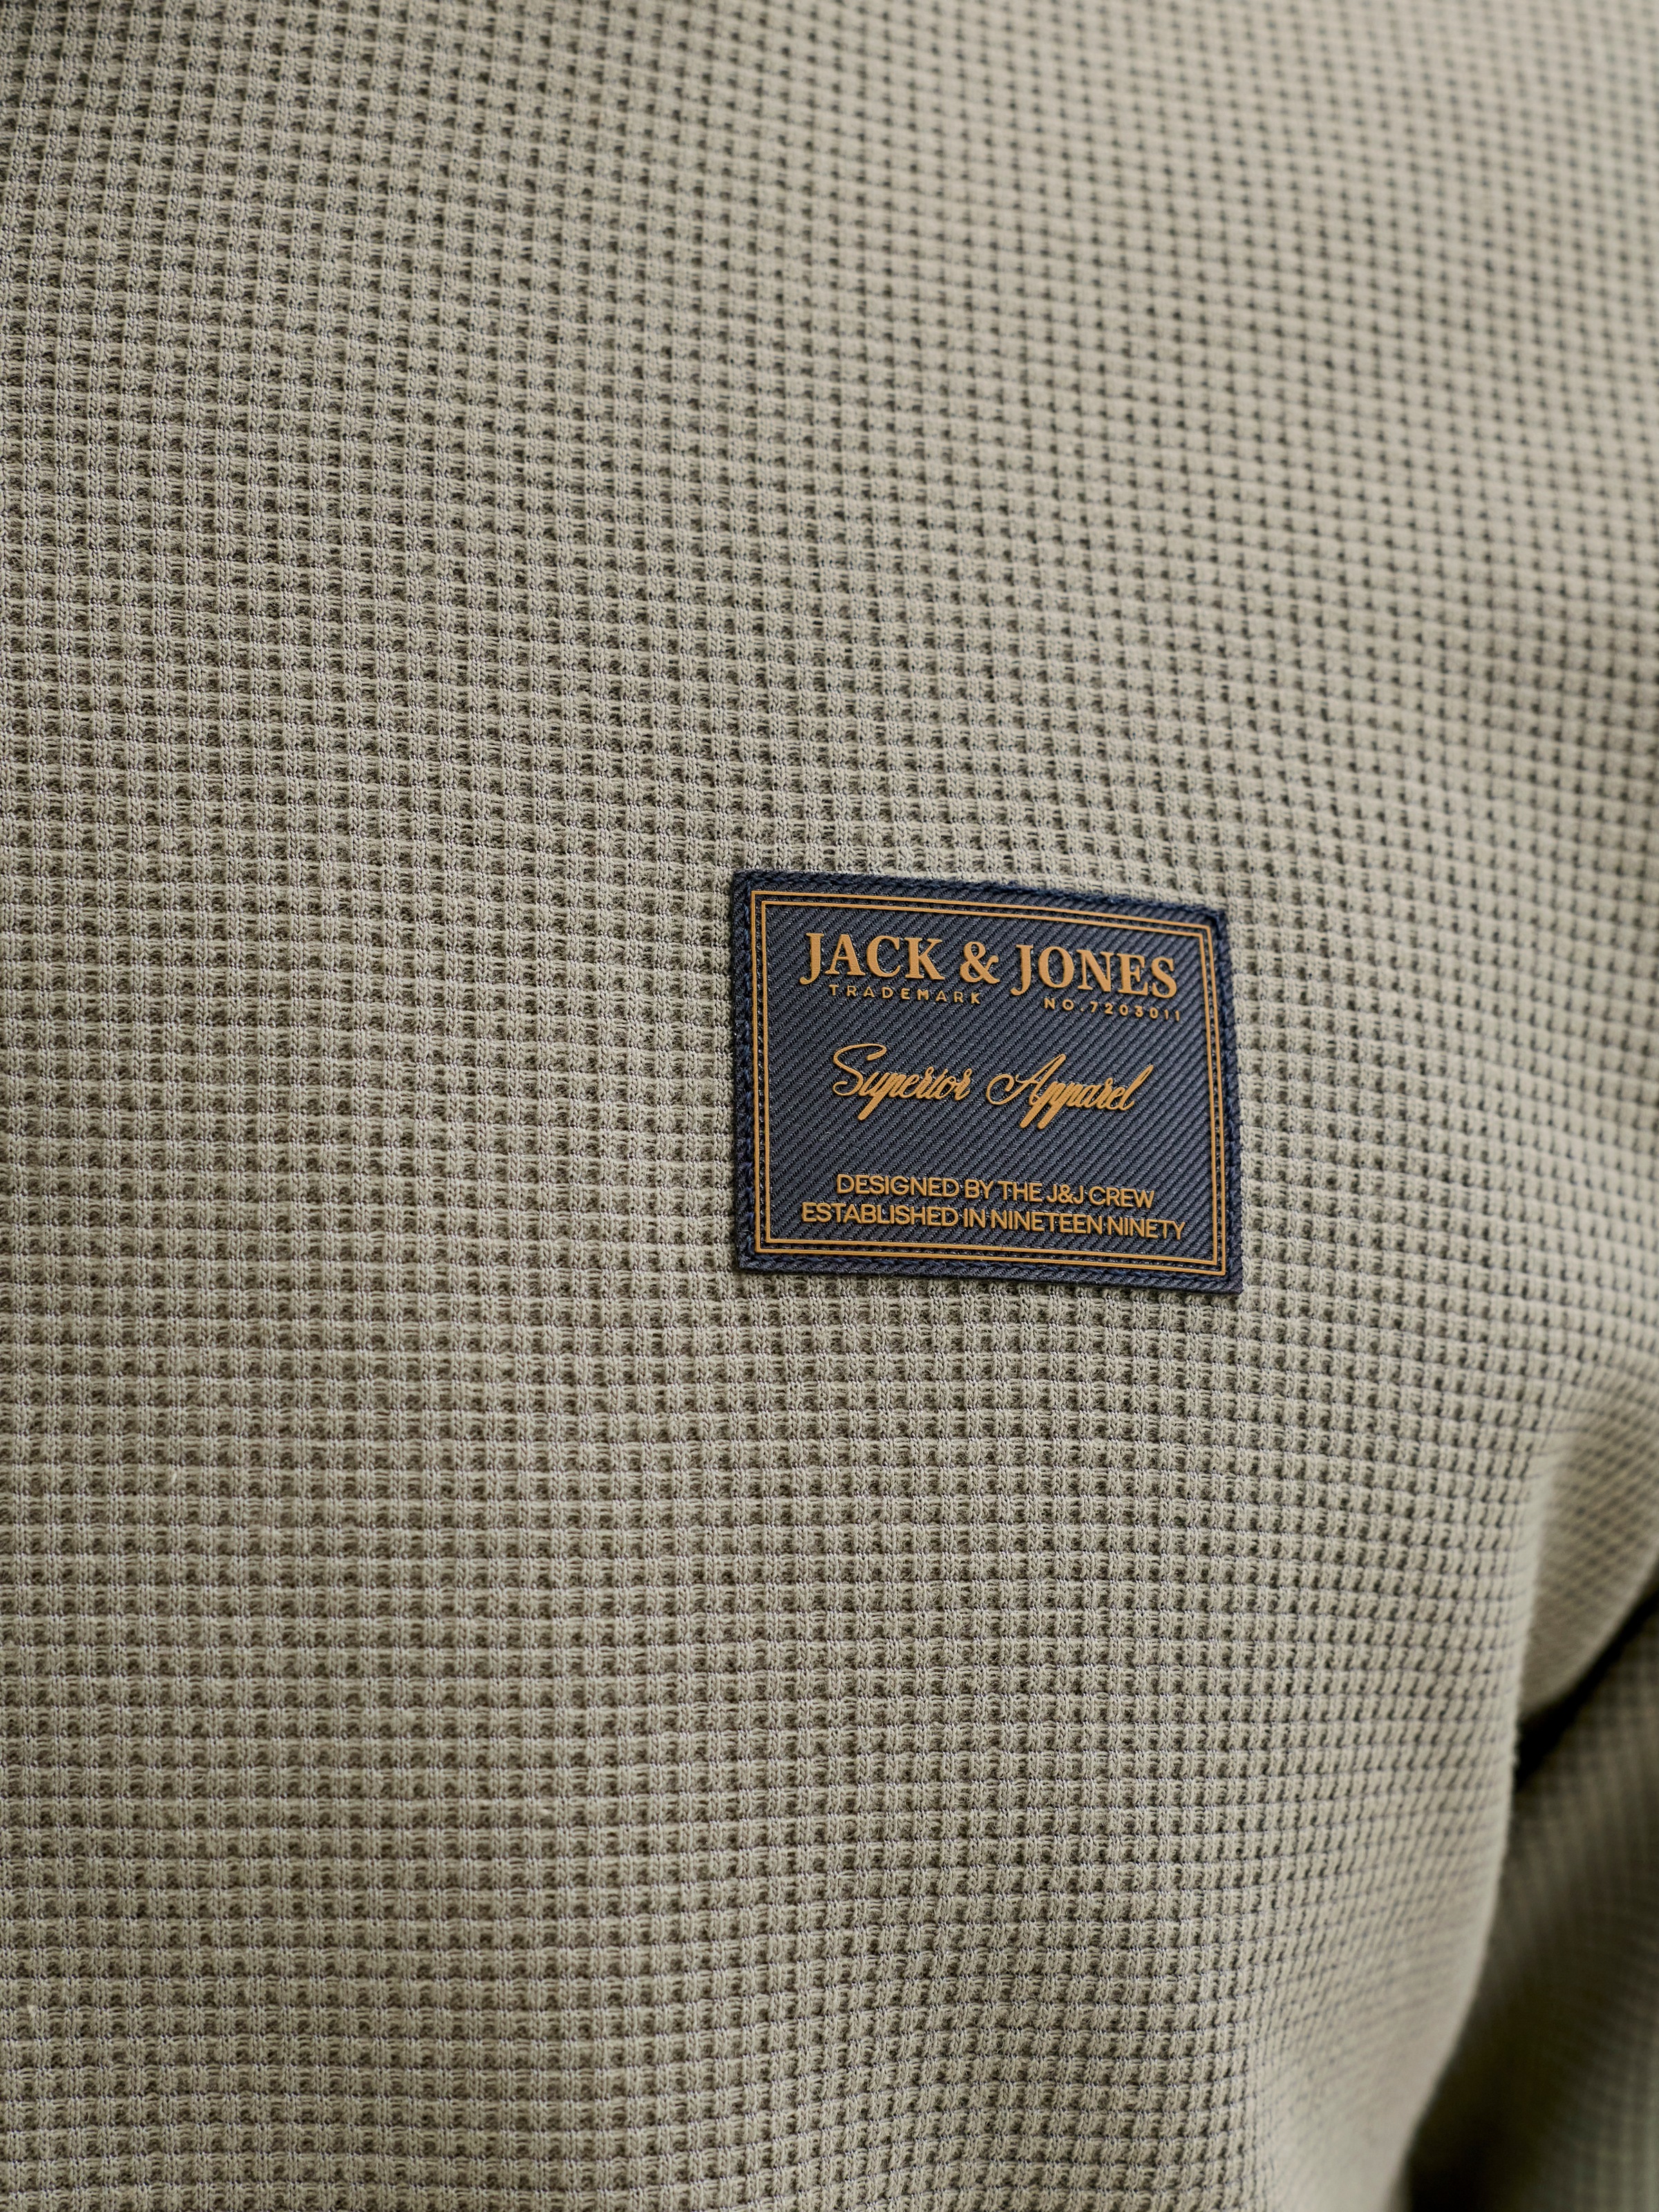 JACK & JONES
TRADEMARK NO.7203011
Superior Apparel
DESIGNED BY THE J&J CREW
ESTABLISHED IN NINETEEN NINETY